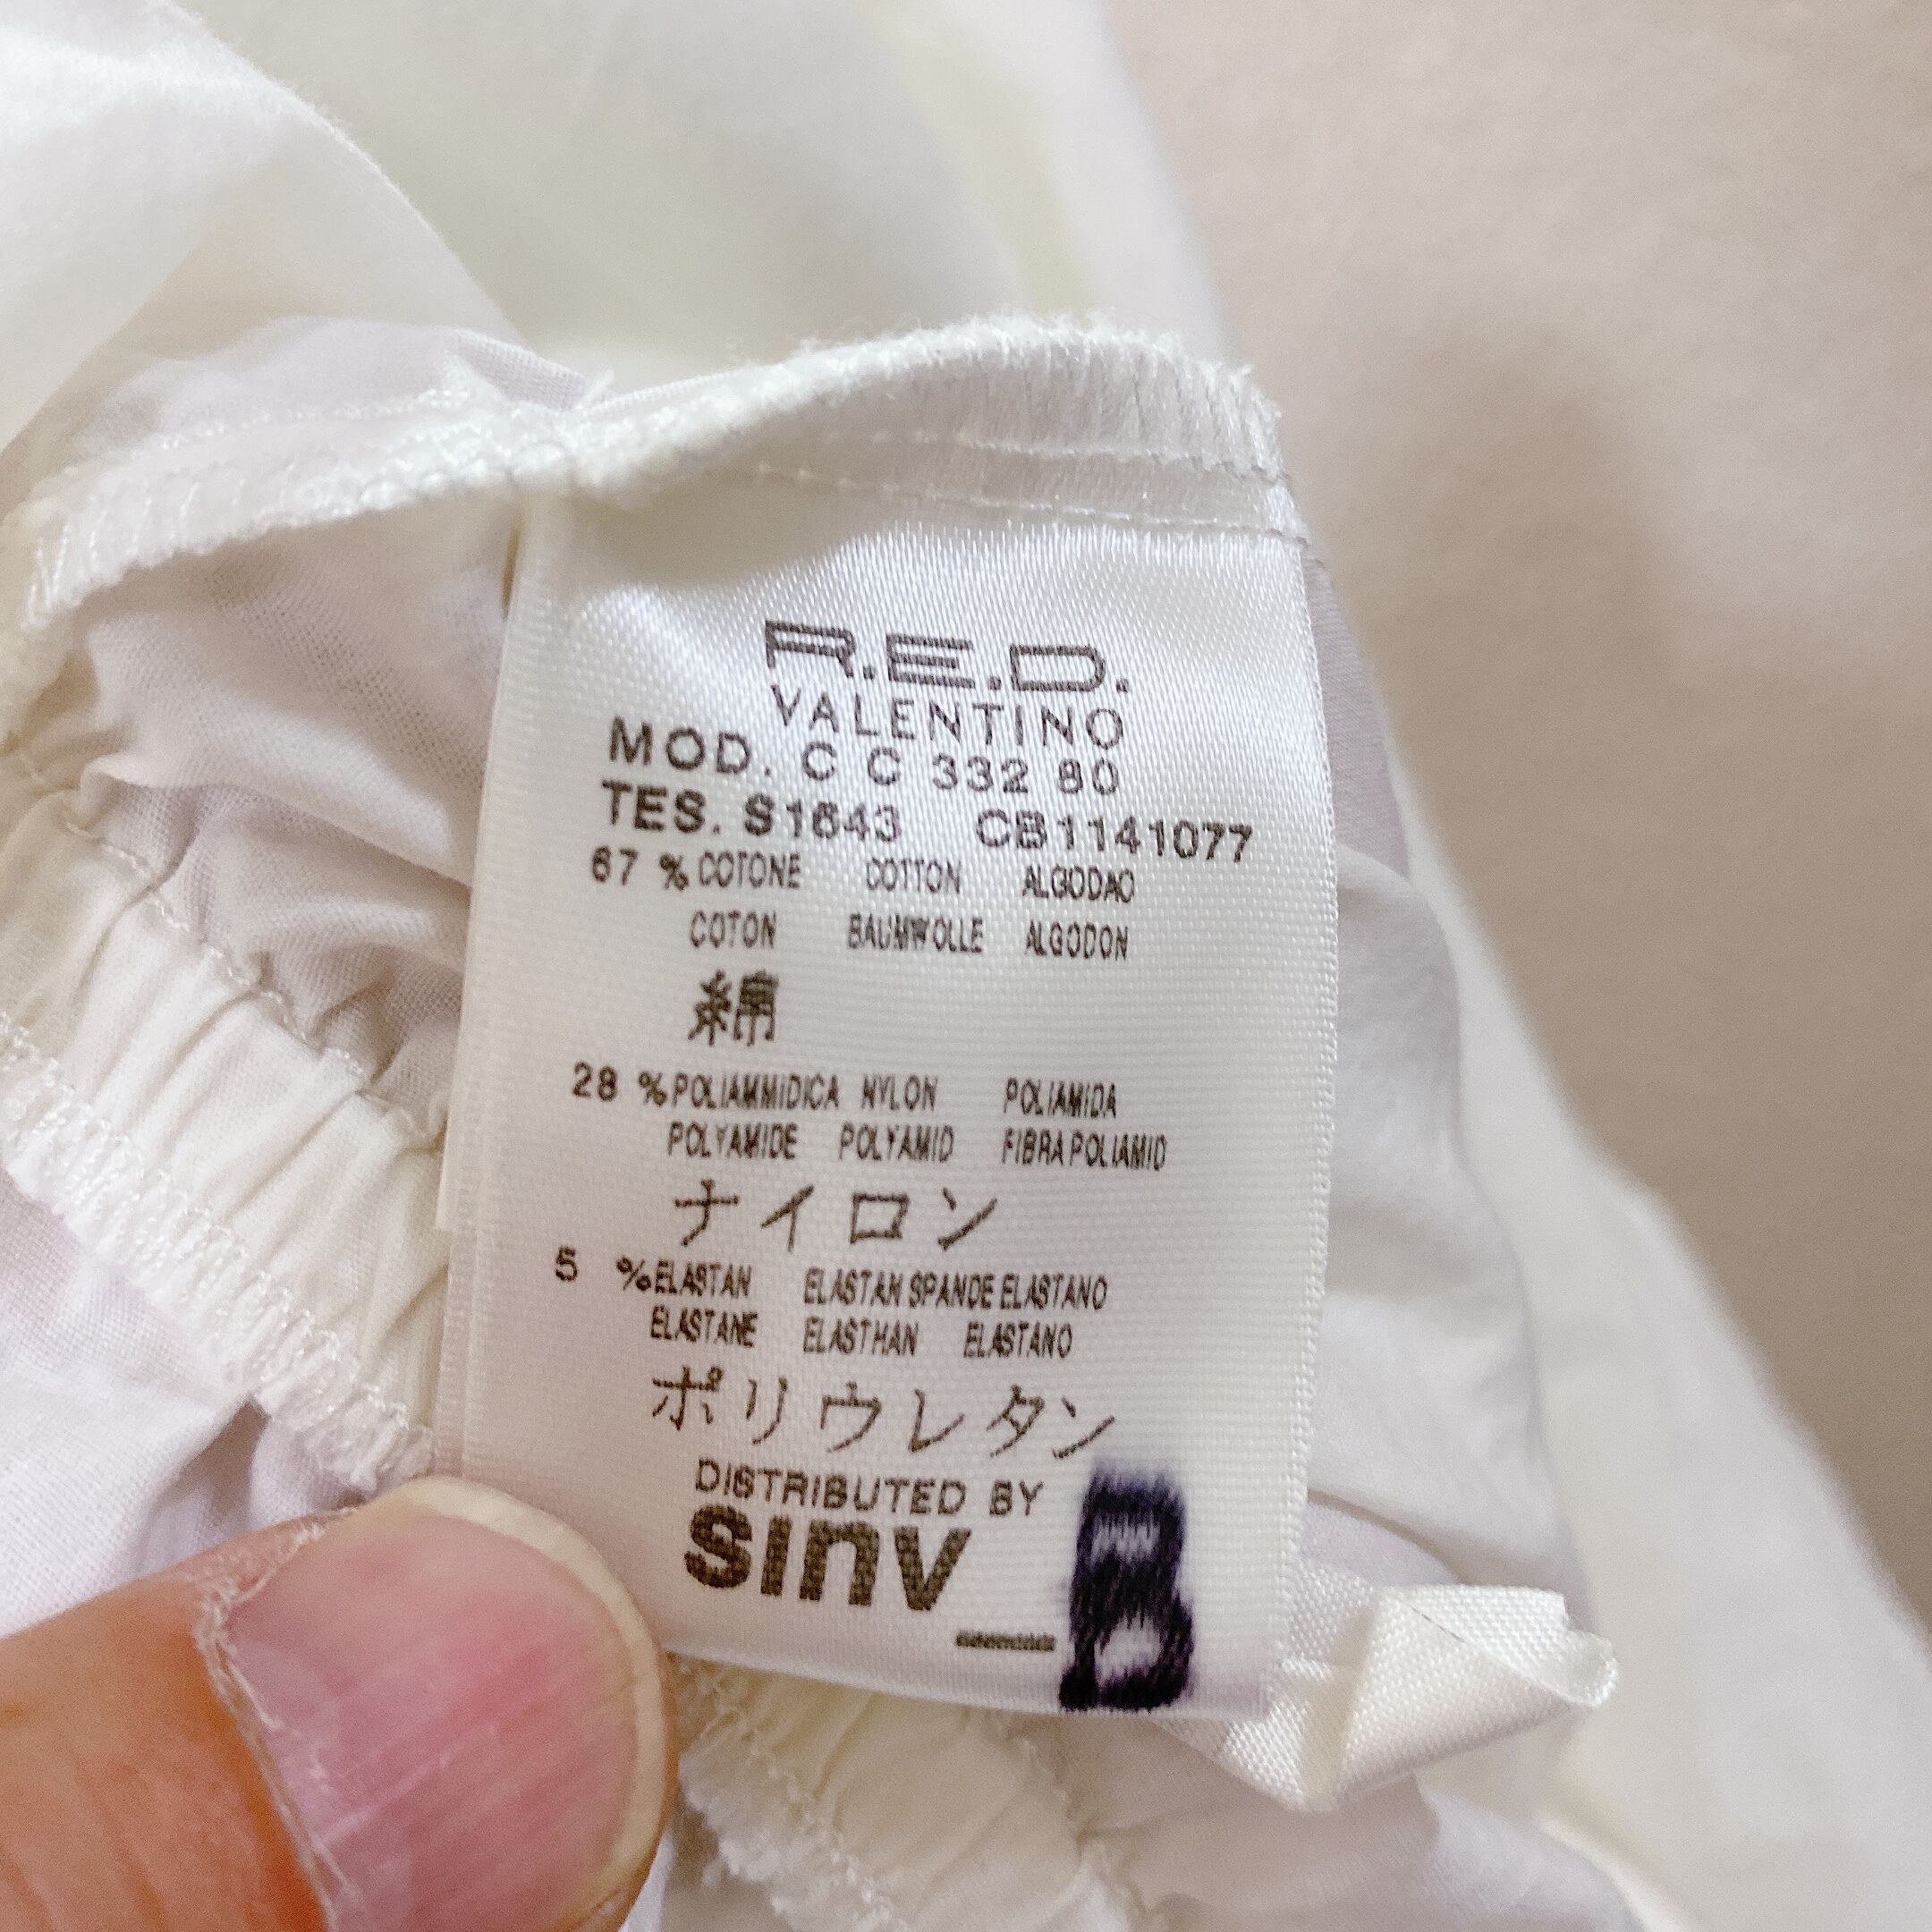 R.E.D.
VALENTINO
MOD. C C 332 80
TES. S1643 CB1141077
67 % COTONE COTTON ALGODAO
COTON BAUMWOLLE ALGODON
綿
28 % POLIAMMIDICA NYLON POLIAMIDA
POLYAMIDE POLYAMID FIBRA POLIAMID
ナイロン
5 % ELASTAN ELASTAN SPANDE ELASTANO
ELASTANE ELASTHAN ELASTANO
ポリウレタン
DISTRIBUTED BY
sinv